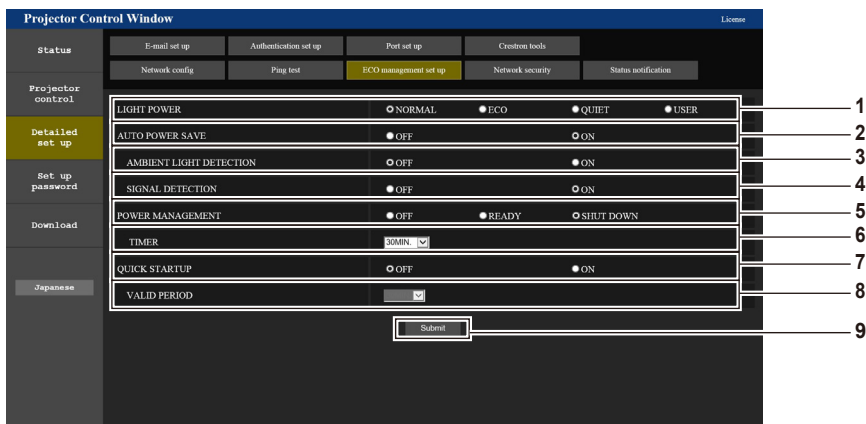 Projector Control Window
License
Status
E-mail set up
Authentication set up
Port set up
Crestron tools
Network config
Ping test
ECO management set up
Network security
Status notification
Projector
control
Detailed
set up
Set up
password
Download
Japanese
LIGHT POWER NORMAL ECO QUIET USER 1
AUTO POWER SAVE OFF ON 2
AMBIENT LIGHT DETECTION OFF ON 3
SIGNAL DETECTION OFF ON 4
POWER MANAGEMENT OFF READY SHUT DOWN 5
TIMER 30MIN. 6
QUICK STARTUP OFF ON 7
VALID PERIOD 8
Submit 9